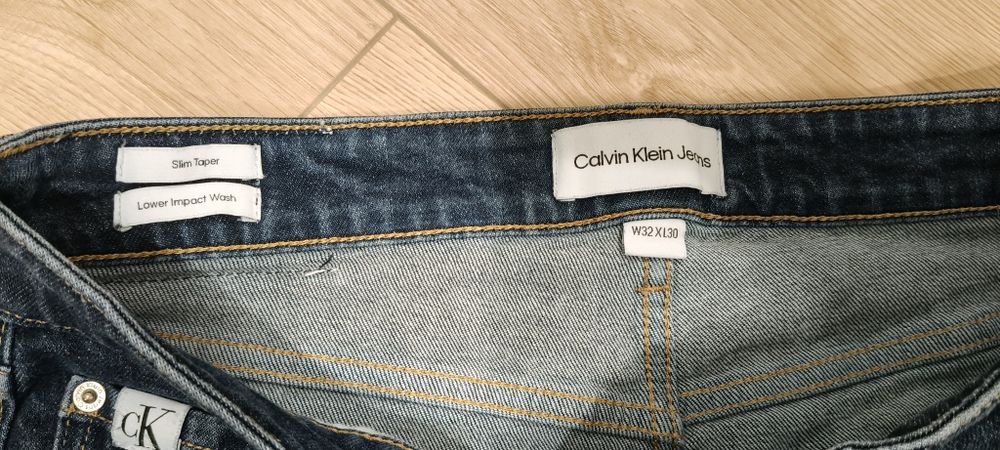 Slim Taper
Lower Impact Wash
Calvin Klein Jeans
W32 XL30
cK